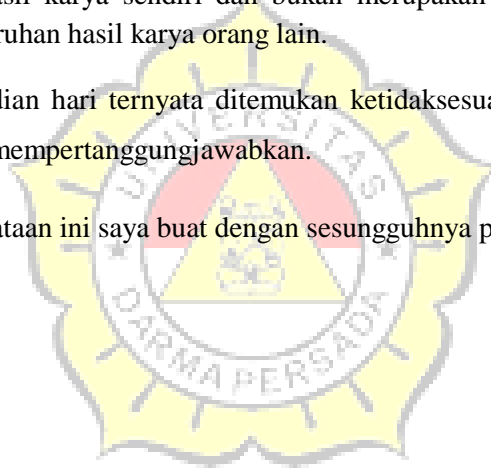 asil karya sendiri dan bukan merupakan
ruhan hasil karya orang lain.
dian hari ternyata ditemukan ketidaksesua
mempertanggungjawabkan.
ataan ini saya buat dengan sesungguhnya p
UNIVERSITAS
DARMA PERSADA